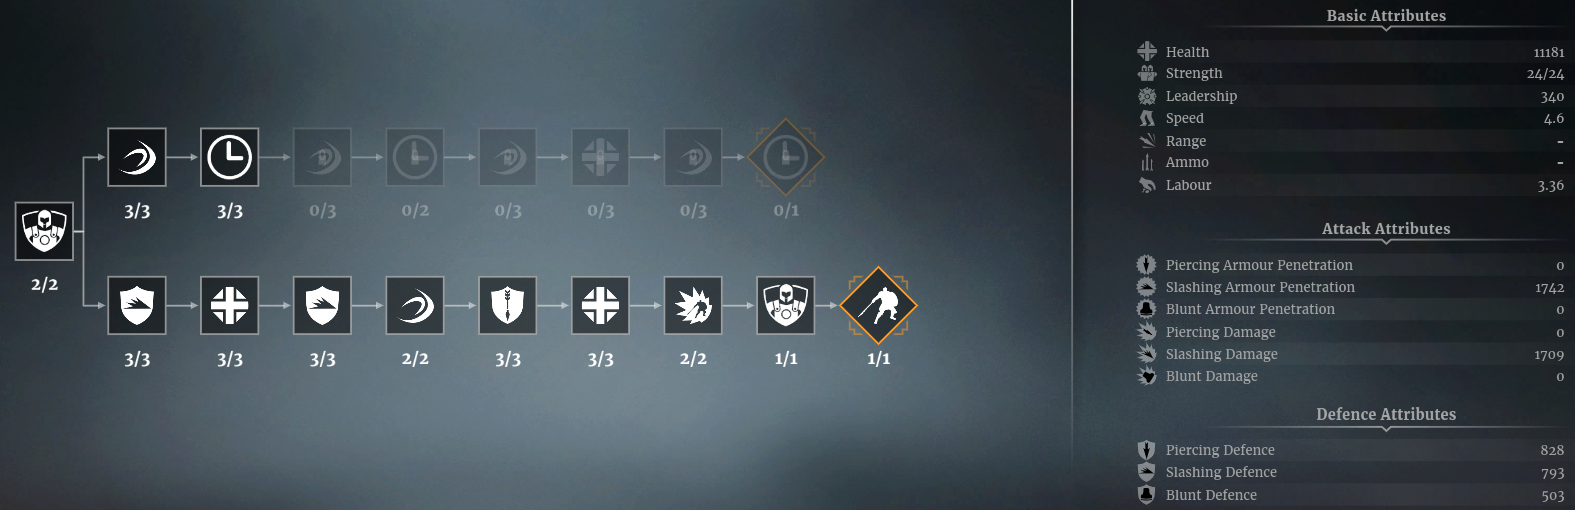 3/3 3/3 0/3 0/2 0/3 0/3 0/3 0/1
2/2
3/3 3/3 3/3 2/2 3/3 3/3 2/2 1/1 1/1
Basic Attributes
Health 11181
Strength 24/24
Leadership 340
Speed 4.6
Range -
Ammo -
Labour 3.36
Attack Attributes
Piercing Armour Penetration 0
Slashing Armour Penetration 1742
Blunt Armour Penetration 0
Piercing Damage 0
Slashing Damage 1709
Blunt Damage 0
Defence Attributes
Piercing Defence 828
Slashing Defence 793
Blunt Defence 503